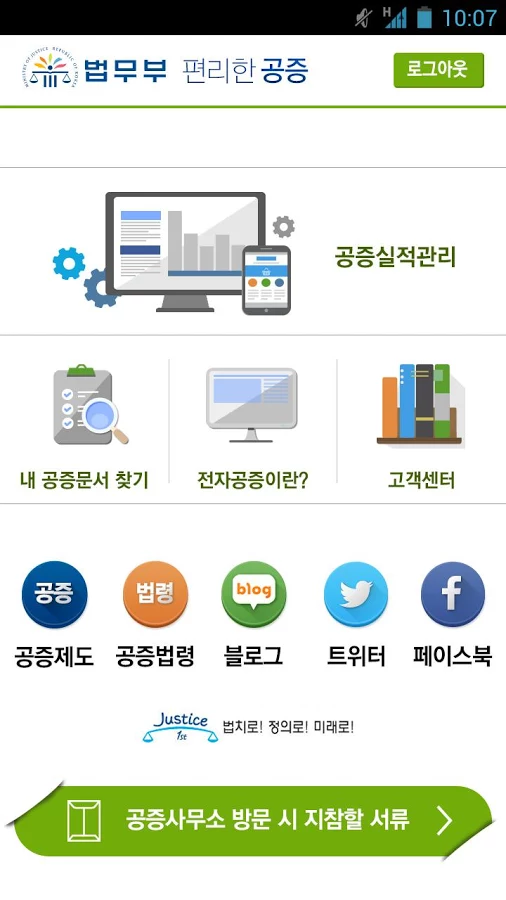 H 10:07
MINISTRY OF JUSTICE REPUBLIC OF KOREA
법무부 편리한 공증
로그아웃
공증실적관리
내 공증문서 찾기
전자공증이란?
고객센터
공증
법령
blog
공증제도
공증법령
블로그
트위터
페이스북
Justice 1st
법치로! 정의로! 미래로!
공증사무소 방문 시 지참할 서류